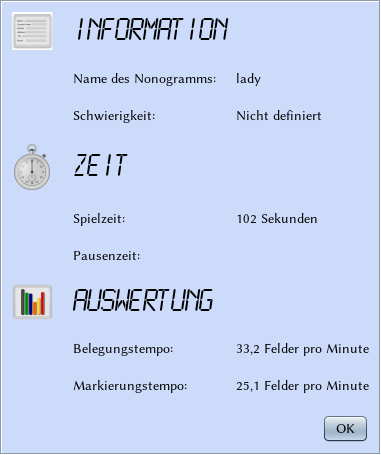 INFORMATION
Name des Nonogramms: lady
Schwierigkeit: Nicht definiert
ZEIT
Spielzeit: 102 Sekunden
Pausenzeit:
AUSWERTUNG
Belegungstempo: 33,2 Felder pro Minute
Markierungstempo: 25,1 Felder pro Minute
OK